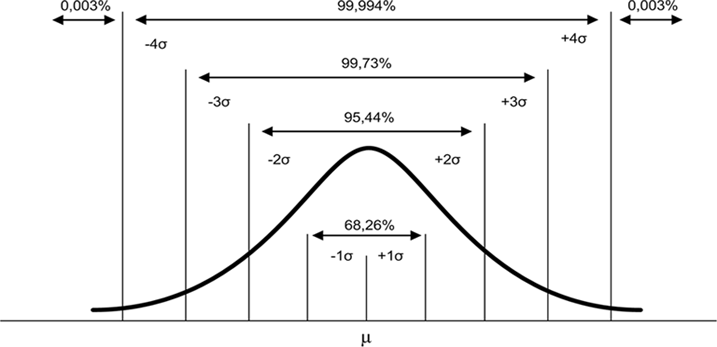 0,003% 99,994% 0,003%
-4σ +4σ
99,73%
-3σ +3σ
95,44%
-2σ +2σ
68,26%
-1σ +1σ
μ